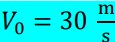 V₀ = 30 m/s